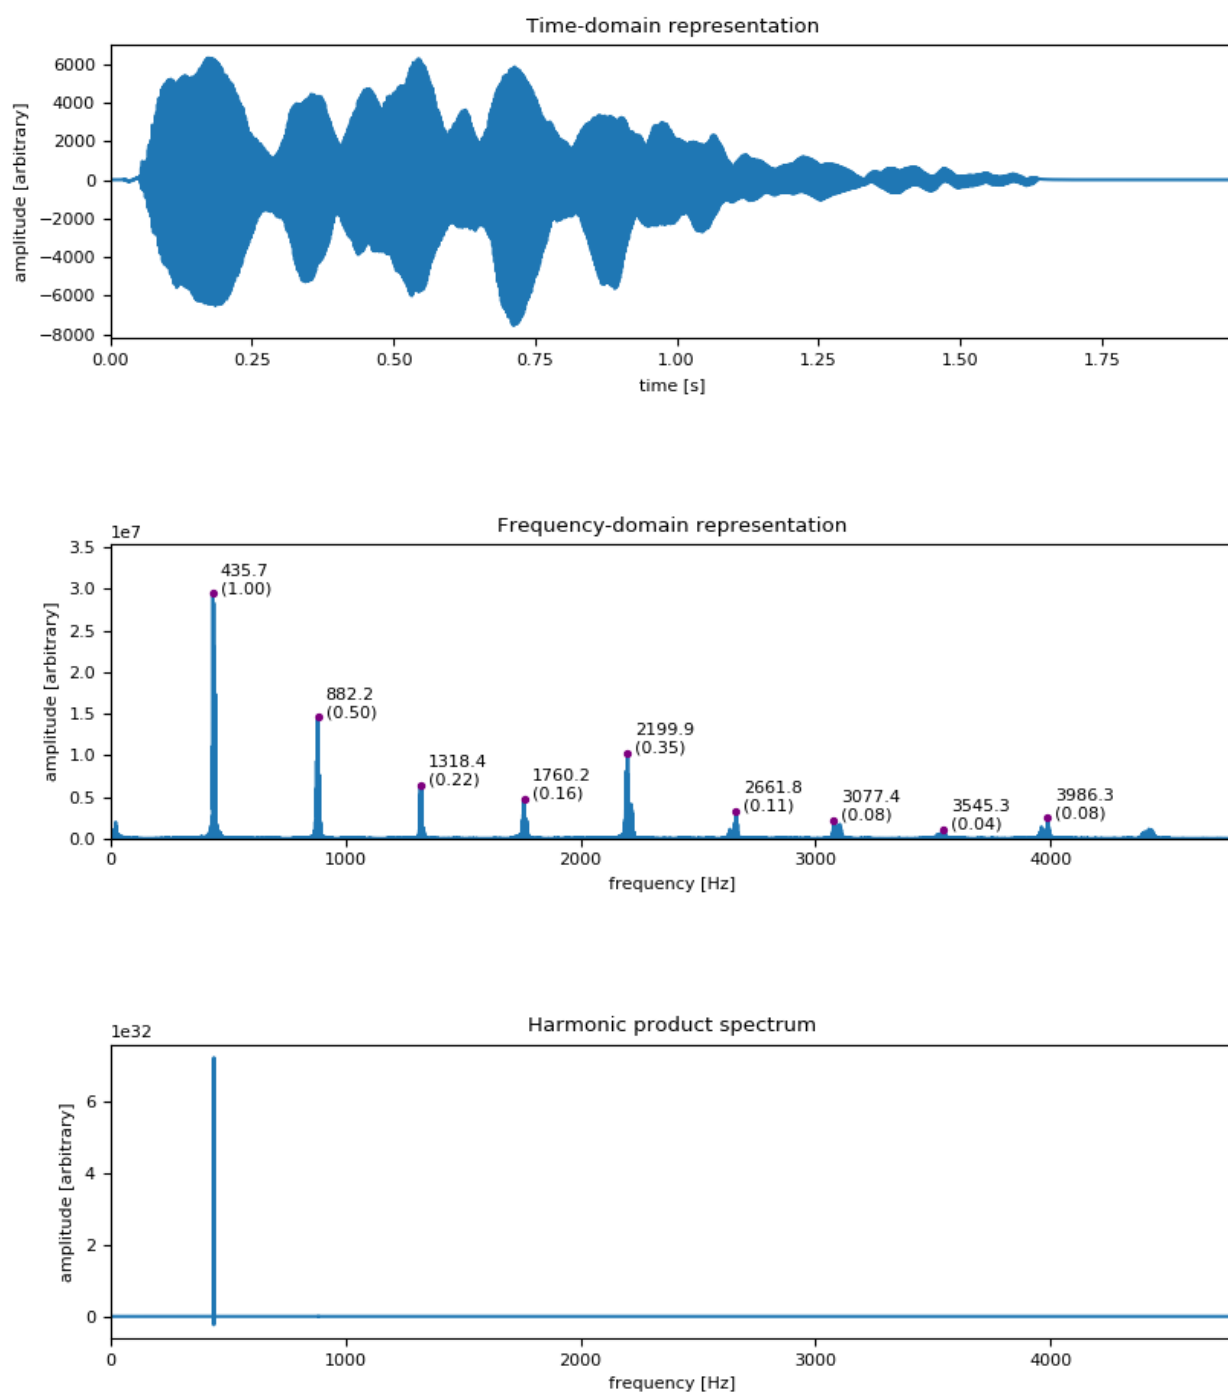 Time-domain representation
6000
4000
2000
0
−2000
−4000
−6000
−8000
amplitude [arbitrary]
0.00 0.25 0.50 0.75 1.00 1.25 1.50 1.75
time [s]
Frequency-domain representation
1e7
3.5
3.0
2.5
2.0
1.5
1.0
0.5
0.0
amplitude [arbitrary]
435.7
(1.00)
882.2
(0.50)
1318.4
(0.22)
1760.2
(0.16)
2199.9
(0.35)
2661.8
(0.11)
3077.4
(0.08)
3545.3
(0.04)
3986.3
(0.08)
0 1000 2000 3000 4000
frequency [Hz]
Harmonic product spectrum
1e32
6
4
2
0
amplitude [arbitrary]
0 1000 2000 3000 4000
frequency [Hz]